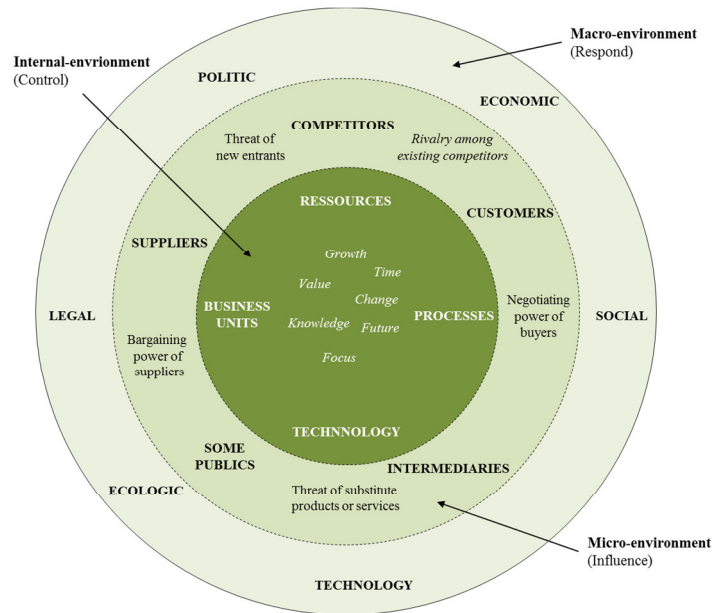 Macro-environment
(Respond)
Internal-envrionment
(Control)
POLITIC
ECONOMIC
COMPETITORS
Threat of
new entrants
Rivalry among
existing competitors
RESSOURCES
CUSTOMERS
SUPPLIERS
Growth
Time
Value
Change
LEGAL
BUSINESS
UNITS
Knowledge
Future
PROCESSES
Negotiating
power of
buyers
SOCIAL
Bargaining
power of
suppliers
Focus
TECHNNOLOGY
SOME
PUBLICS
INTERMEDIARIES
ECOLOGIC
Threat of substitute
products or services
Micro-environment
(Influence)
TECHNOLOGY